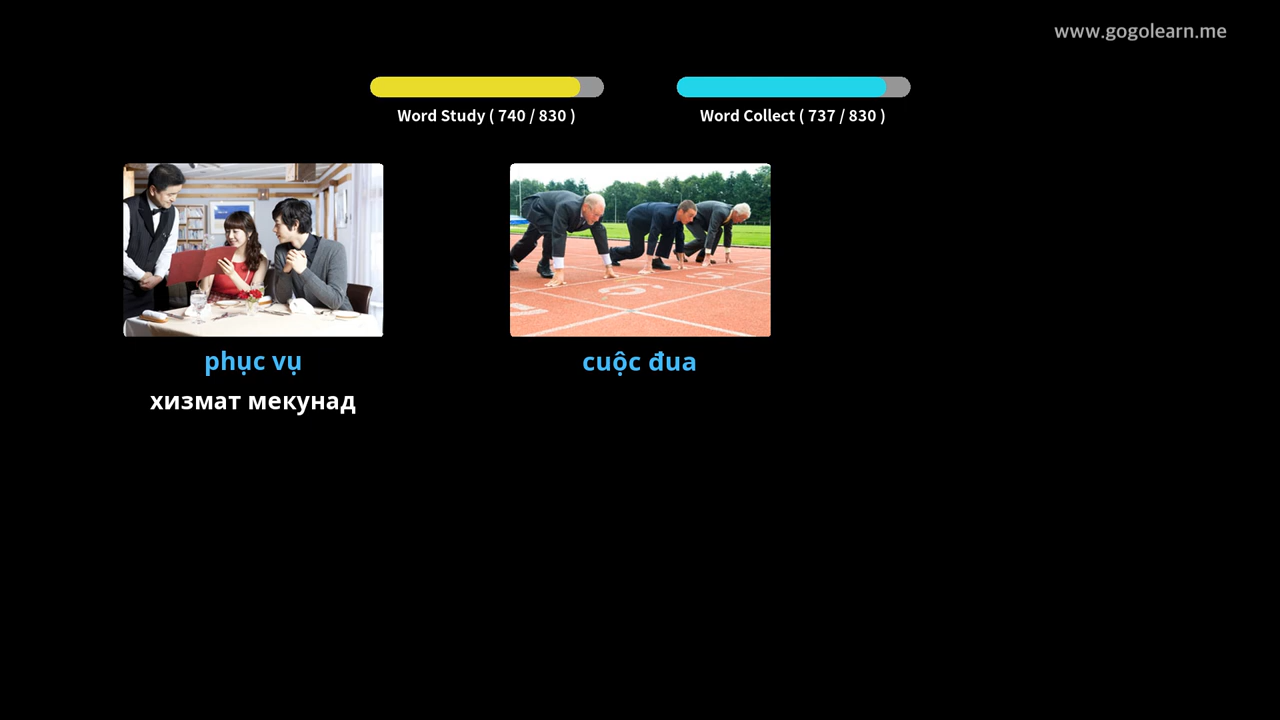 www.gogolearn.me
Word Study ( 740 / 830 )
Word Collect ( 737 / 830 )
phục vụ
cuộc đua
хизмат мекунад